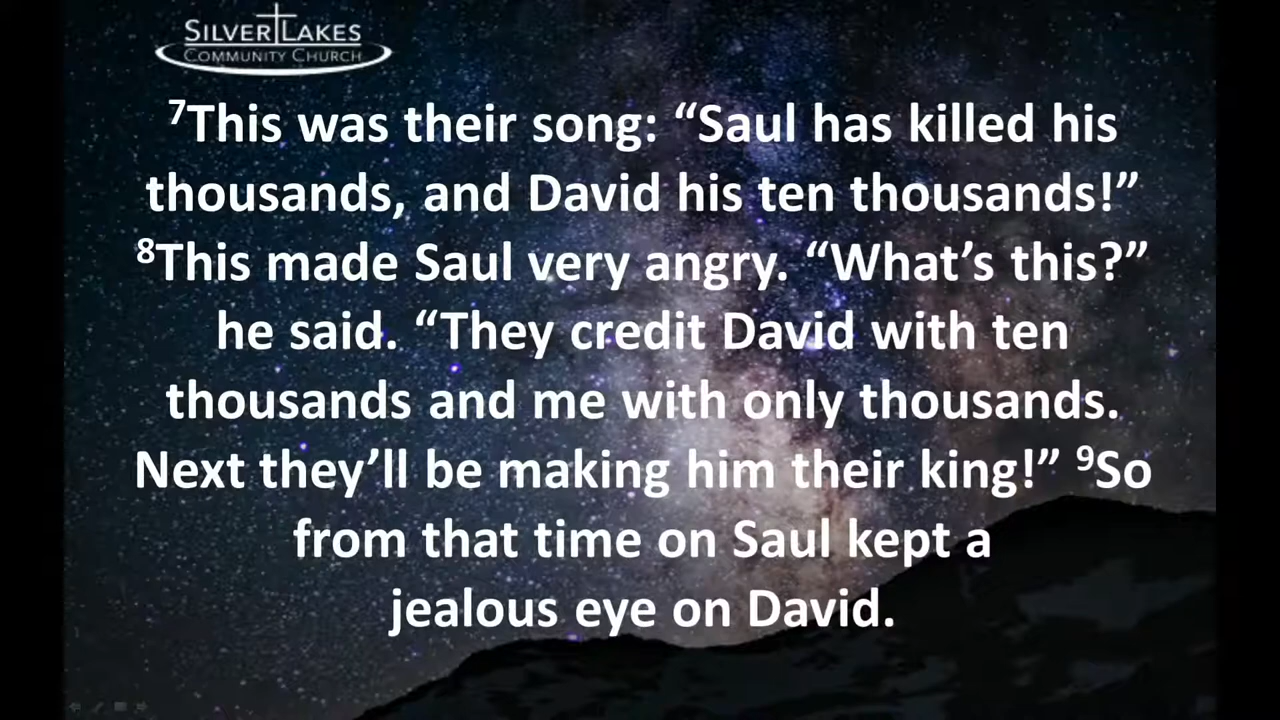 SILVER LAKES
COMMUNITY CHURCH
⁷This was their song: “Saul has killed his
thousands, and David his ten thousands!”
⁸This made Saul very angry. “What’s this?”
he said. “They credit David with ten
thousands and me with only thousands.
Next they’ll be making him their king!” ⁹So
from that time on Saul kept a
jealous eye on David.